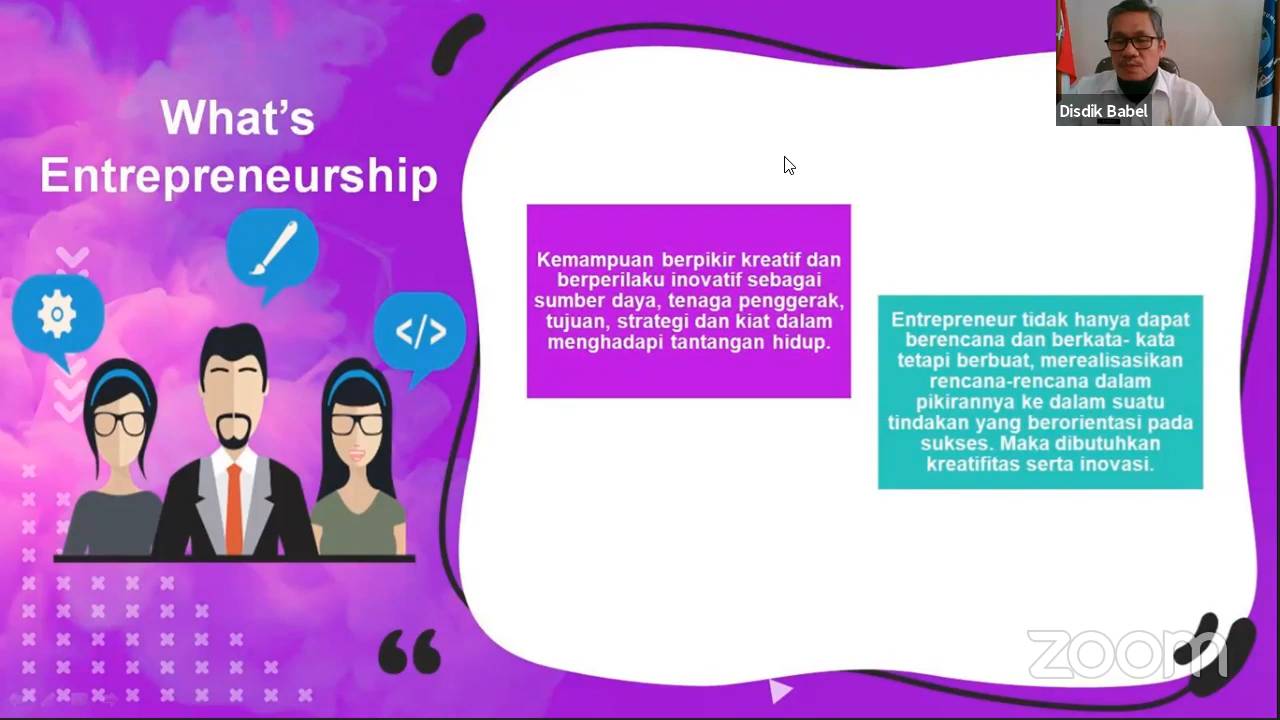 What's
Entrepreneurship
Disdik Babel
Kemampuan berpikir kreatif dan
berperilaku inovatif sebagai
sumber daya, tenaga penggerak,
tujuan, strategi dan kiat dalam
menghadapi tantangan hidup.
Entrepreneur tidak hanya dapat
berencana dan berkata- kata
tetapi berbuat, merealisasikan
rencana-rencana dalam
pikirannya ke dalam suatu
tindakan yang berorientasi pada
sukses. Maka dibutuhkan
kreatifitas serta inovasi.
zoom